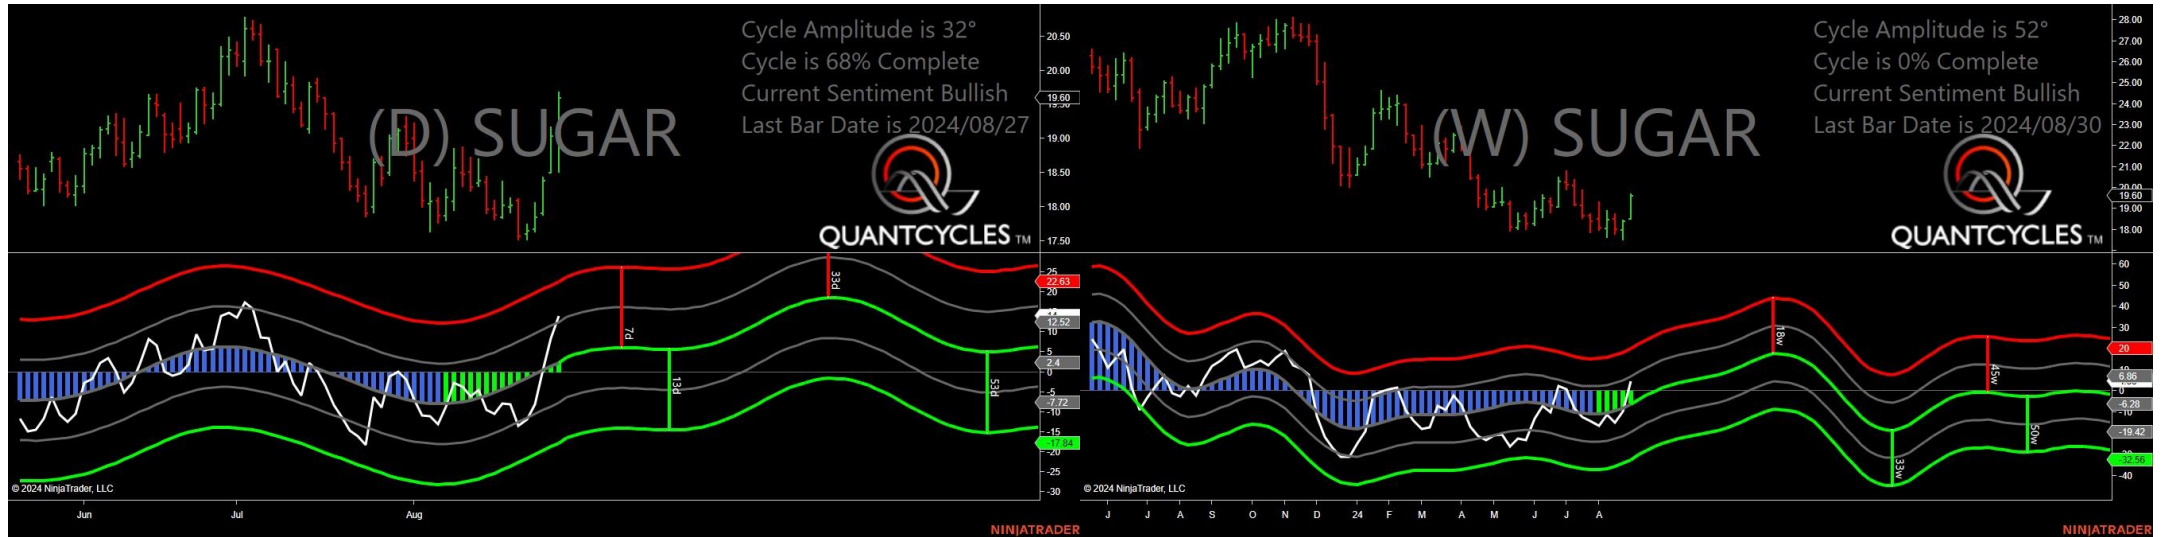 Cycle Amplitude is 32°
Cycle is 68% Complete
Current Sentiment Bullish
Last Bar Date is 2024/08/27
(D) SUGAR
QUANTCYCLES TM
20.50
20.00
19.60
19.00
18.50
18.00
17.50
25
22.63
20
12.52
10
5
2.4
0
-5
-7.72
-10
-15
-17.84
-20
-25
-30
7d
13d
33d
53d
© 2024 NinjaTrader, LLC
Jun
Jul
Aug
NINJATRADER
Cycle Amplitude is 52°
Cycle is 0% Complete
Current Sentiment Bullish
Last Bar Date is 2024/08/30
(W) SUGAR
QUANTCYCLES TM
28.00
27.00
26.00
25.00
24.00
23.00
22.00
21.00
20.00
19.60
19.00
18.00
60
50
40
30
20
6.86
0
-6.28
-10
-19.42
-32.56
-40
18w
33w
45w
50w
© 2024 NinjaTrader, LLC
J
J
A
S
O
N
D
24
F
M
A
M
J
J
A
NINJATRADER